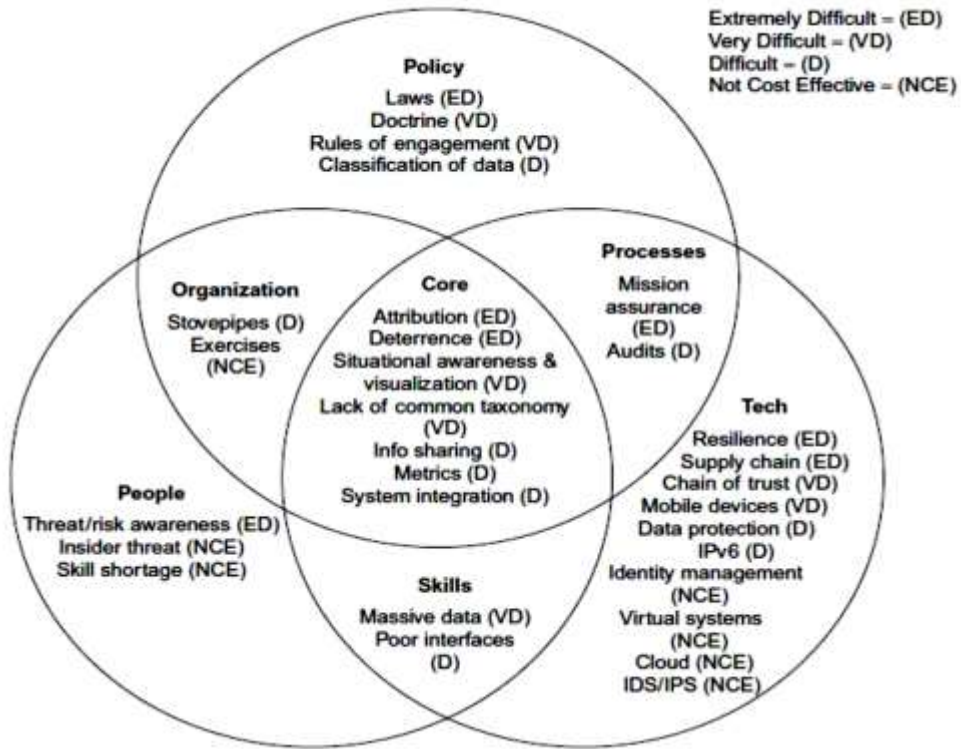 Extremely Difficult = (ED)
Very Difficult = (VD)
Difficult = (D)
Not Cost Effective = (NCE)
Policy
Laws (ED)
Doctrine (VD)
Rules of engagement (VD)
Classification of data (D)
Organization
Stovepipes (D)
Exercises
(NCE)
Core
Attribution (ED)
Deterrence (ED)
Situational awareness &
visualization (VD)
Lack of common taxonomy
(VD)
Info sharing (D)
Metrics (D)
System integration (D)
Processes
Mission
assurance
(ED)
Audits (D)
People
Threat/risk awareness (ED)
Insider threat (NCE)
Skill shortage (NCE)
Skills
Massive data (VD)
Poor interfaces
(D)
Tech
Resilience (ED)
Supply chain (ED)
Chain of trust (VD)
Mobile devices (VD)
Data protection (D)
IPv6 (D)
Identity management
(NCE)
Virtual systems
(NCE)
Cloud (NCE)
IDS/IPS (NCE)